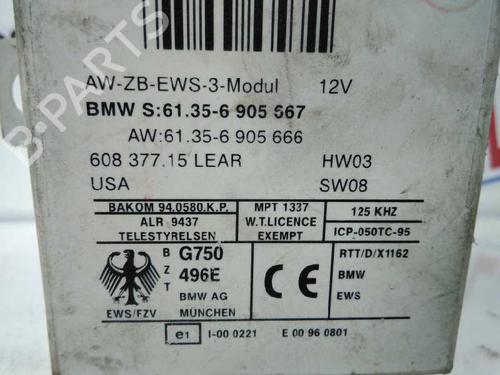 AW-ZB-EWS-3-Modul 12V
BMW S:61.35-6 905 667
AW:61.35-6 905 666
608 377.15 LEAR HW03
USA SW08
BAKOM 94.0580.K.P.
ALR 9437
TELESTYRELSEN
MPT 1337
W.T.LICENCE
EXEMPT
125 KHZ
ICP-050TC-95
B Z T
G750
496E
BMW AG
EWS/FZV MÜNCHEN
CE
RTT/D/X1162
BMW
EWS
e1 I-00 0221 E 00 96 0801